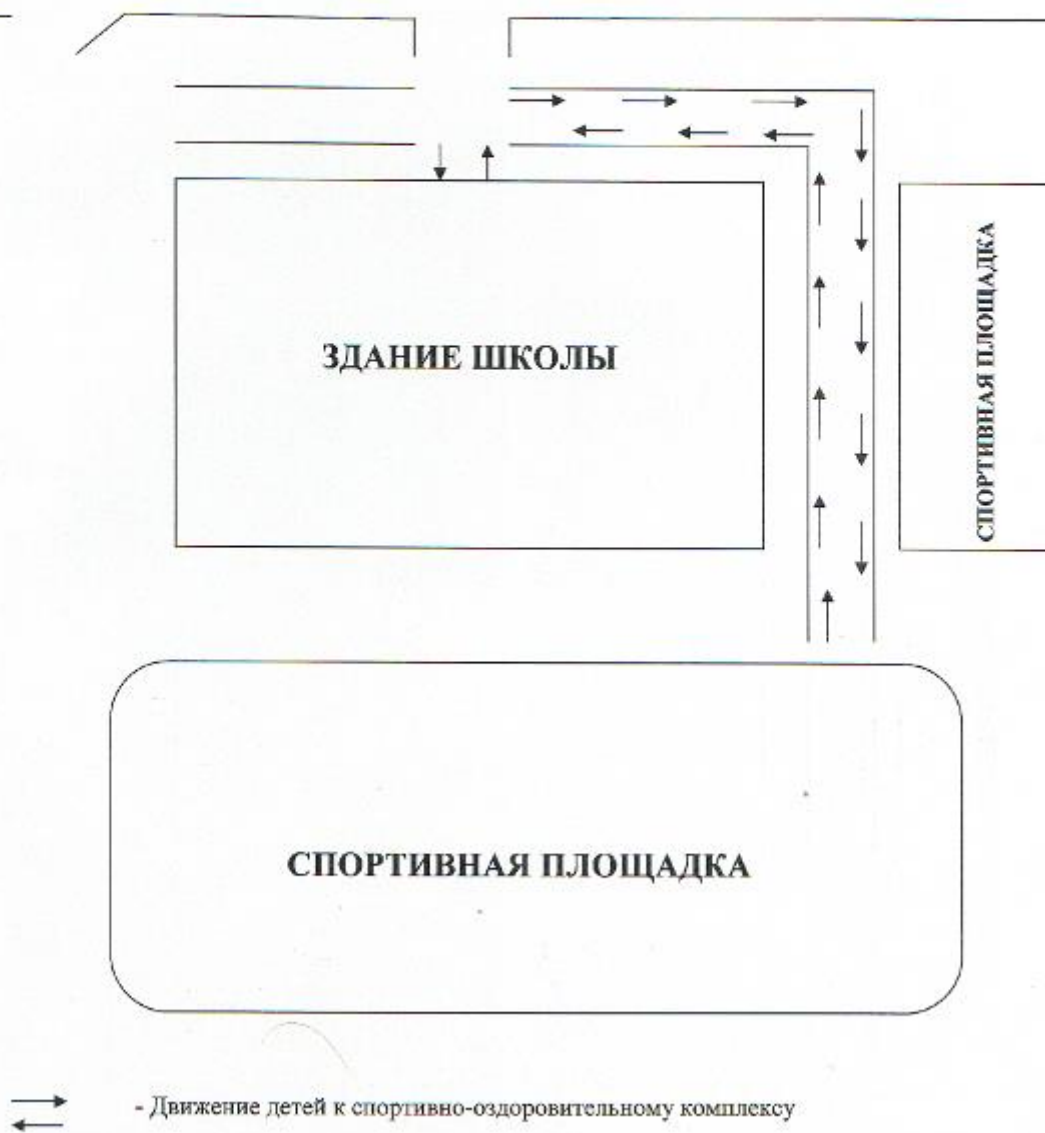 ЗДАНИЕ ШКОЛЫ
СПОРТИВНАЯ ПЛОЩАДКА
СПОРТИВНАЯ ПЛОЩАДКА
- Движение детей к спортивно-оздоровительному комплексу